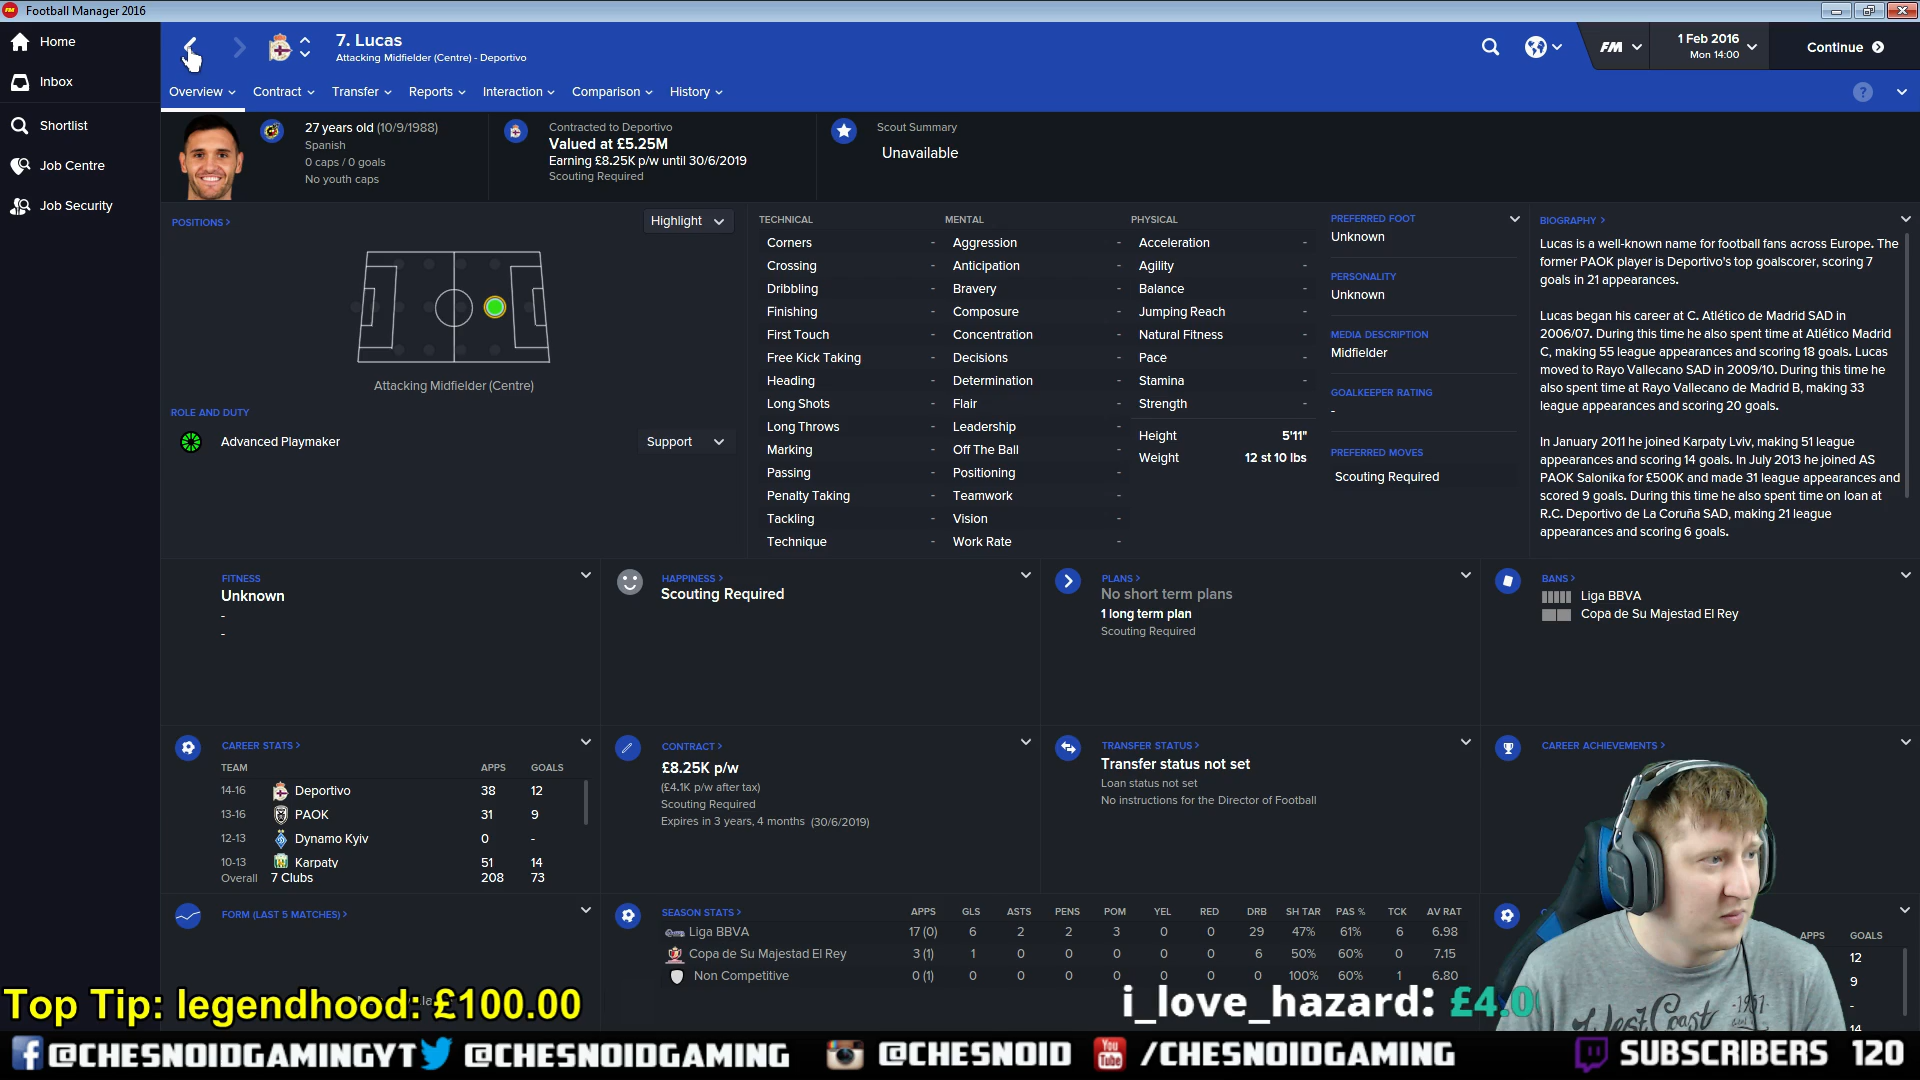 Football Manager 2016
Home
Inbox
Shortlist
Job Centre
Job Security
7. Lucas
Attacking Midfielder (Centre) - Deportivo
FM
1 Feb 2016
Mon 14:00
Continue
Overview
Contract
Transfer
Reports
Interaction
Comparison
History
?
27 years old (10/9/1988)
Spanish
0 caps / 0 goals
No youth caps
Contracted to Deportivo
Valued at £5.25M
Earning £8.25K p/w until 30/6/2019
Scouting Required
Scout Summary
Unavailable
POSITIONS >
Highlight
Attacking Midfielder (Centre)
ROLE AND DUTY
Advanced Playmaker
Support
TECHNICAL
Corners -
Crossing -
Dribbling -
Finishing -
First Touch -
Free Kick Taking -
Heading -
Long Shots -
Long Throws -
Marking -
Passing -
Penalty Taking -
Tackling -
Technique -
MENTAL
Aggression -
Anticipation -
Bravery -
Composure -
Concentration -
Decisions -
Determination -
Flair -
Leadership -
Off The Ball -
Positioning -
Teamwork -
Vision -
Work Rate -
PHYSICAL
Acceleration -
Agility -
Balance -
Jumping Reach -
Natural Fitness -
Pace -
Stamina -
Strength -
Height 5'11"
Weight 12 st 10 lbs
PREFERRED FOOT
Unknown
PERSONALITY
Unknown
MEDIA DESCRIPTION
Midfielder
GOALKEEPER RATING
-
PREFERRED MOVES
Scouting Required
BIOGRAPHY >
Lucas is a well-known name for football fans across Europe. The
former PAOK player is Deportivo's top goalscorer, scoring 7
goals in 21 appearances.
Lucas began his career at C. Atlético de Madrid SAD in
2006/07. During this time he also spent time at Atlético Madrid
C, making 55 league appearances and scoring 18 goals. Lucas
moved to Rayo Vallecano SAD in 2009/10. During this time he
also spent time at Rayo Vallecano de Madrid B, making 33
league appearances and scoring 20 goals.
In January 2011 he joined Karpaty Lviv, making 51 league
appearances and scoring 14 goals. In July 2013 he joined AS
PAOK Salonika for £500K and made 31 league appearances and
scored 9 goals. During this time he also spent time on loan at
R.C. Deportivo de La Coruña SAD, making 21 league
appearances and scoring 6 goals.
FITNESS
Unknown
-
-
HAPPINESS >
Scouting Required
PLANS >
No short term plans
1 long term plan
Scouting Required
BANS >
Liga BBVA
Copa de Su Majestad El Rey
CAREER STATS >
TEAM APPS GOALS
14-16 Deportivo 38 12
13-16 PAOK 31 9
12-13 Dynamo Kyiv 0 -
10-13 Karpaty 51 14
Overall 7 Clubs 208 73
CONTRACT >
£8.25K p/w
(£4.1K p/w after tax)
Scouting Required
Expires in 3 years, 4 months (30/6/2019)
TRANSFER STATUS >
Transfer status not set
Loan status not set
No instructions for the Director of Football
CAREER ACHIEVEMENTS >
FORM (LAST 5 MATCHES) >
SEASON STATS > APPS GLS ASTS PENS POM YEL RED DRB SH TAR PAS % TCK AV RAT
Liga BBVA 17 (0) 6 2 2 3 0 0 29 47% 61% 6 6.98
Copa de Su Majestad El Rey 3 (1) 1 0 0 0 0 0 6 50% 60% 0 7.15
Non Competitive 0 (1) 0 0 0 0 0 0 0 100% 60% 1 6.80
APPS GOALS
12
9
-
14
Top Tip: legendhood: £100.00
i_love_hazard: £4.0
@CHESNOIDGAMINGYT @CHESNOIDGAMING @CHESNOID You Tube /CHESNOIDGAMING SUBSCRIBERS 120
West Coast
1951